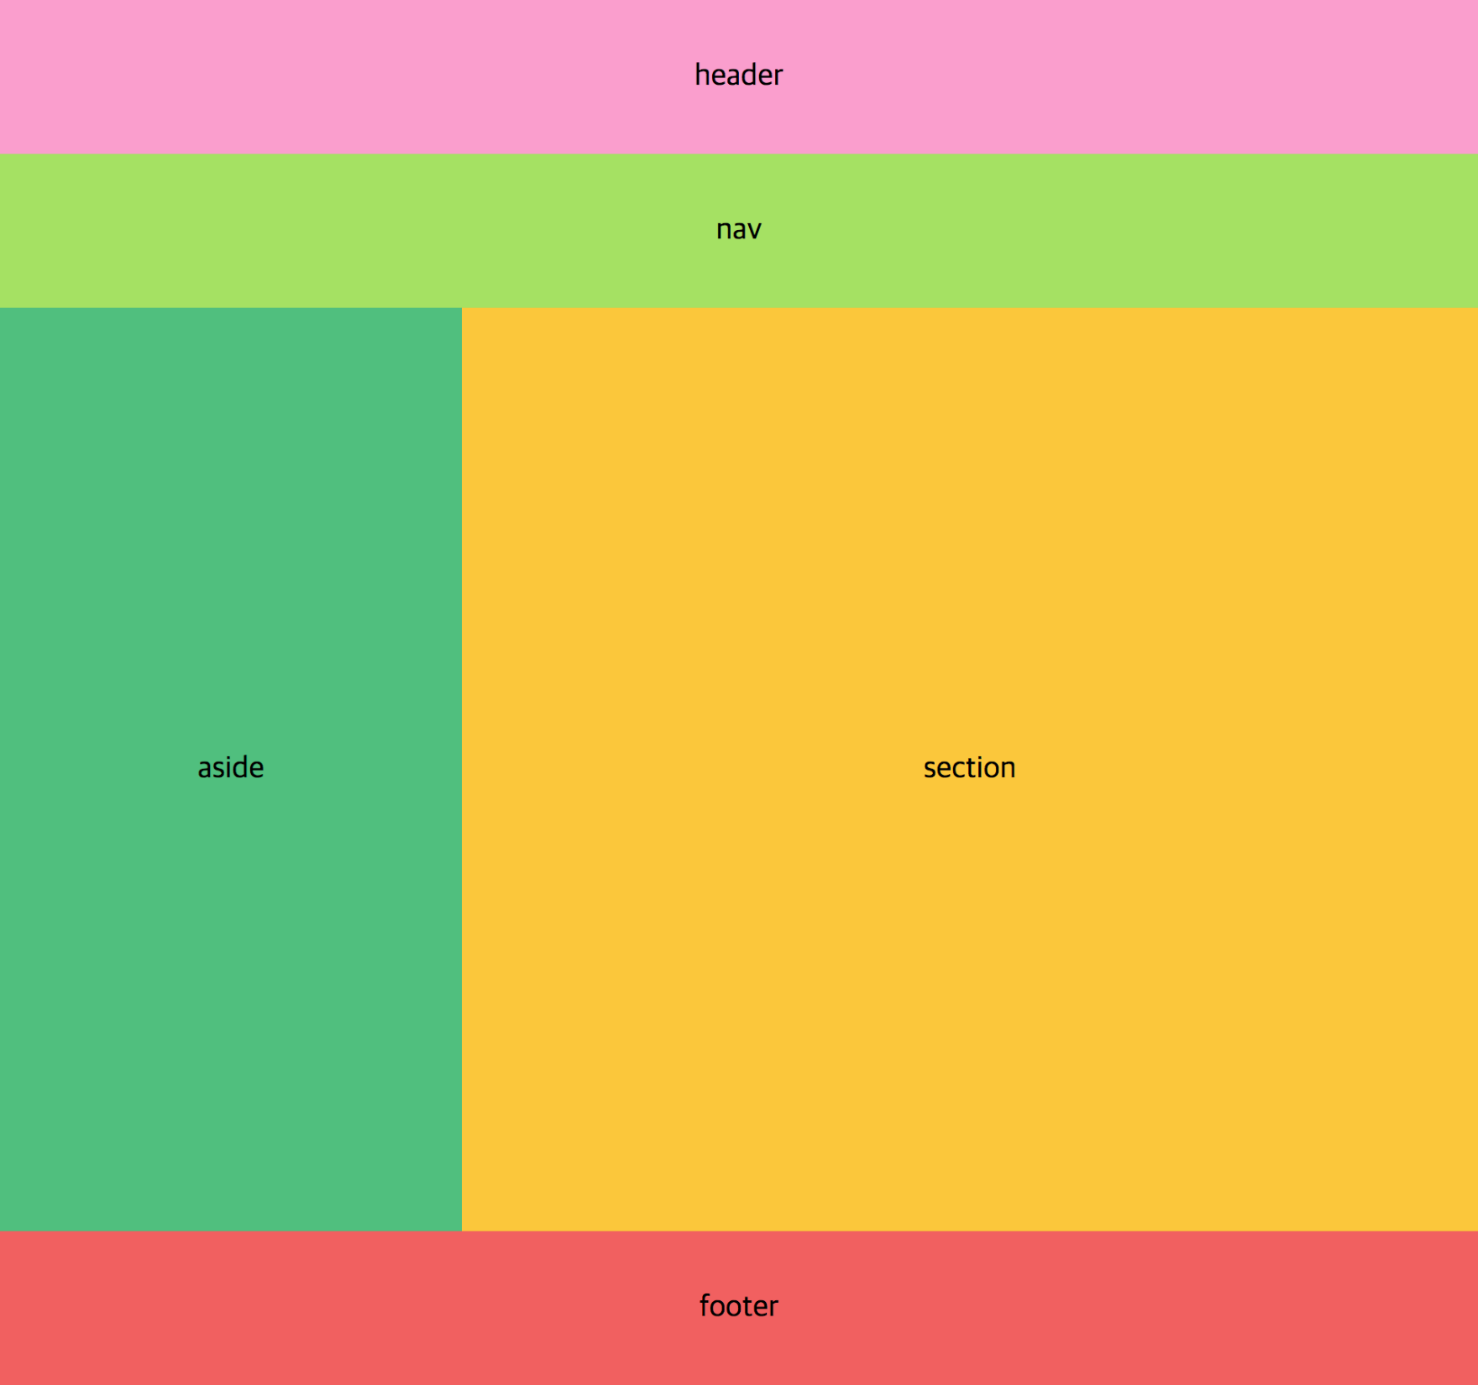 header
nav
aside
section
footer